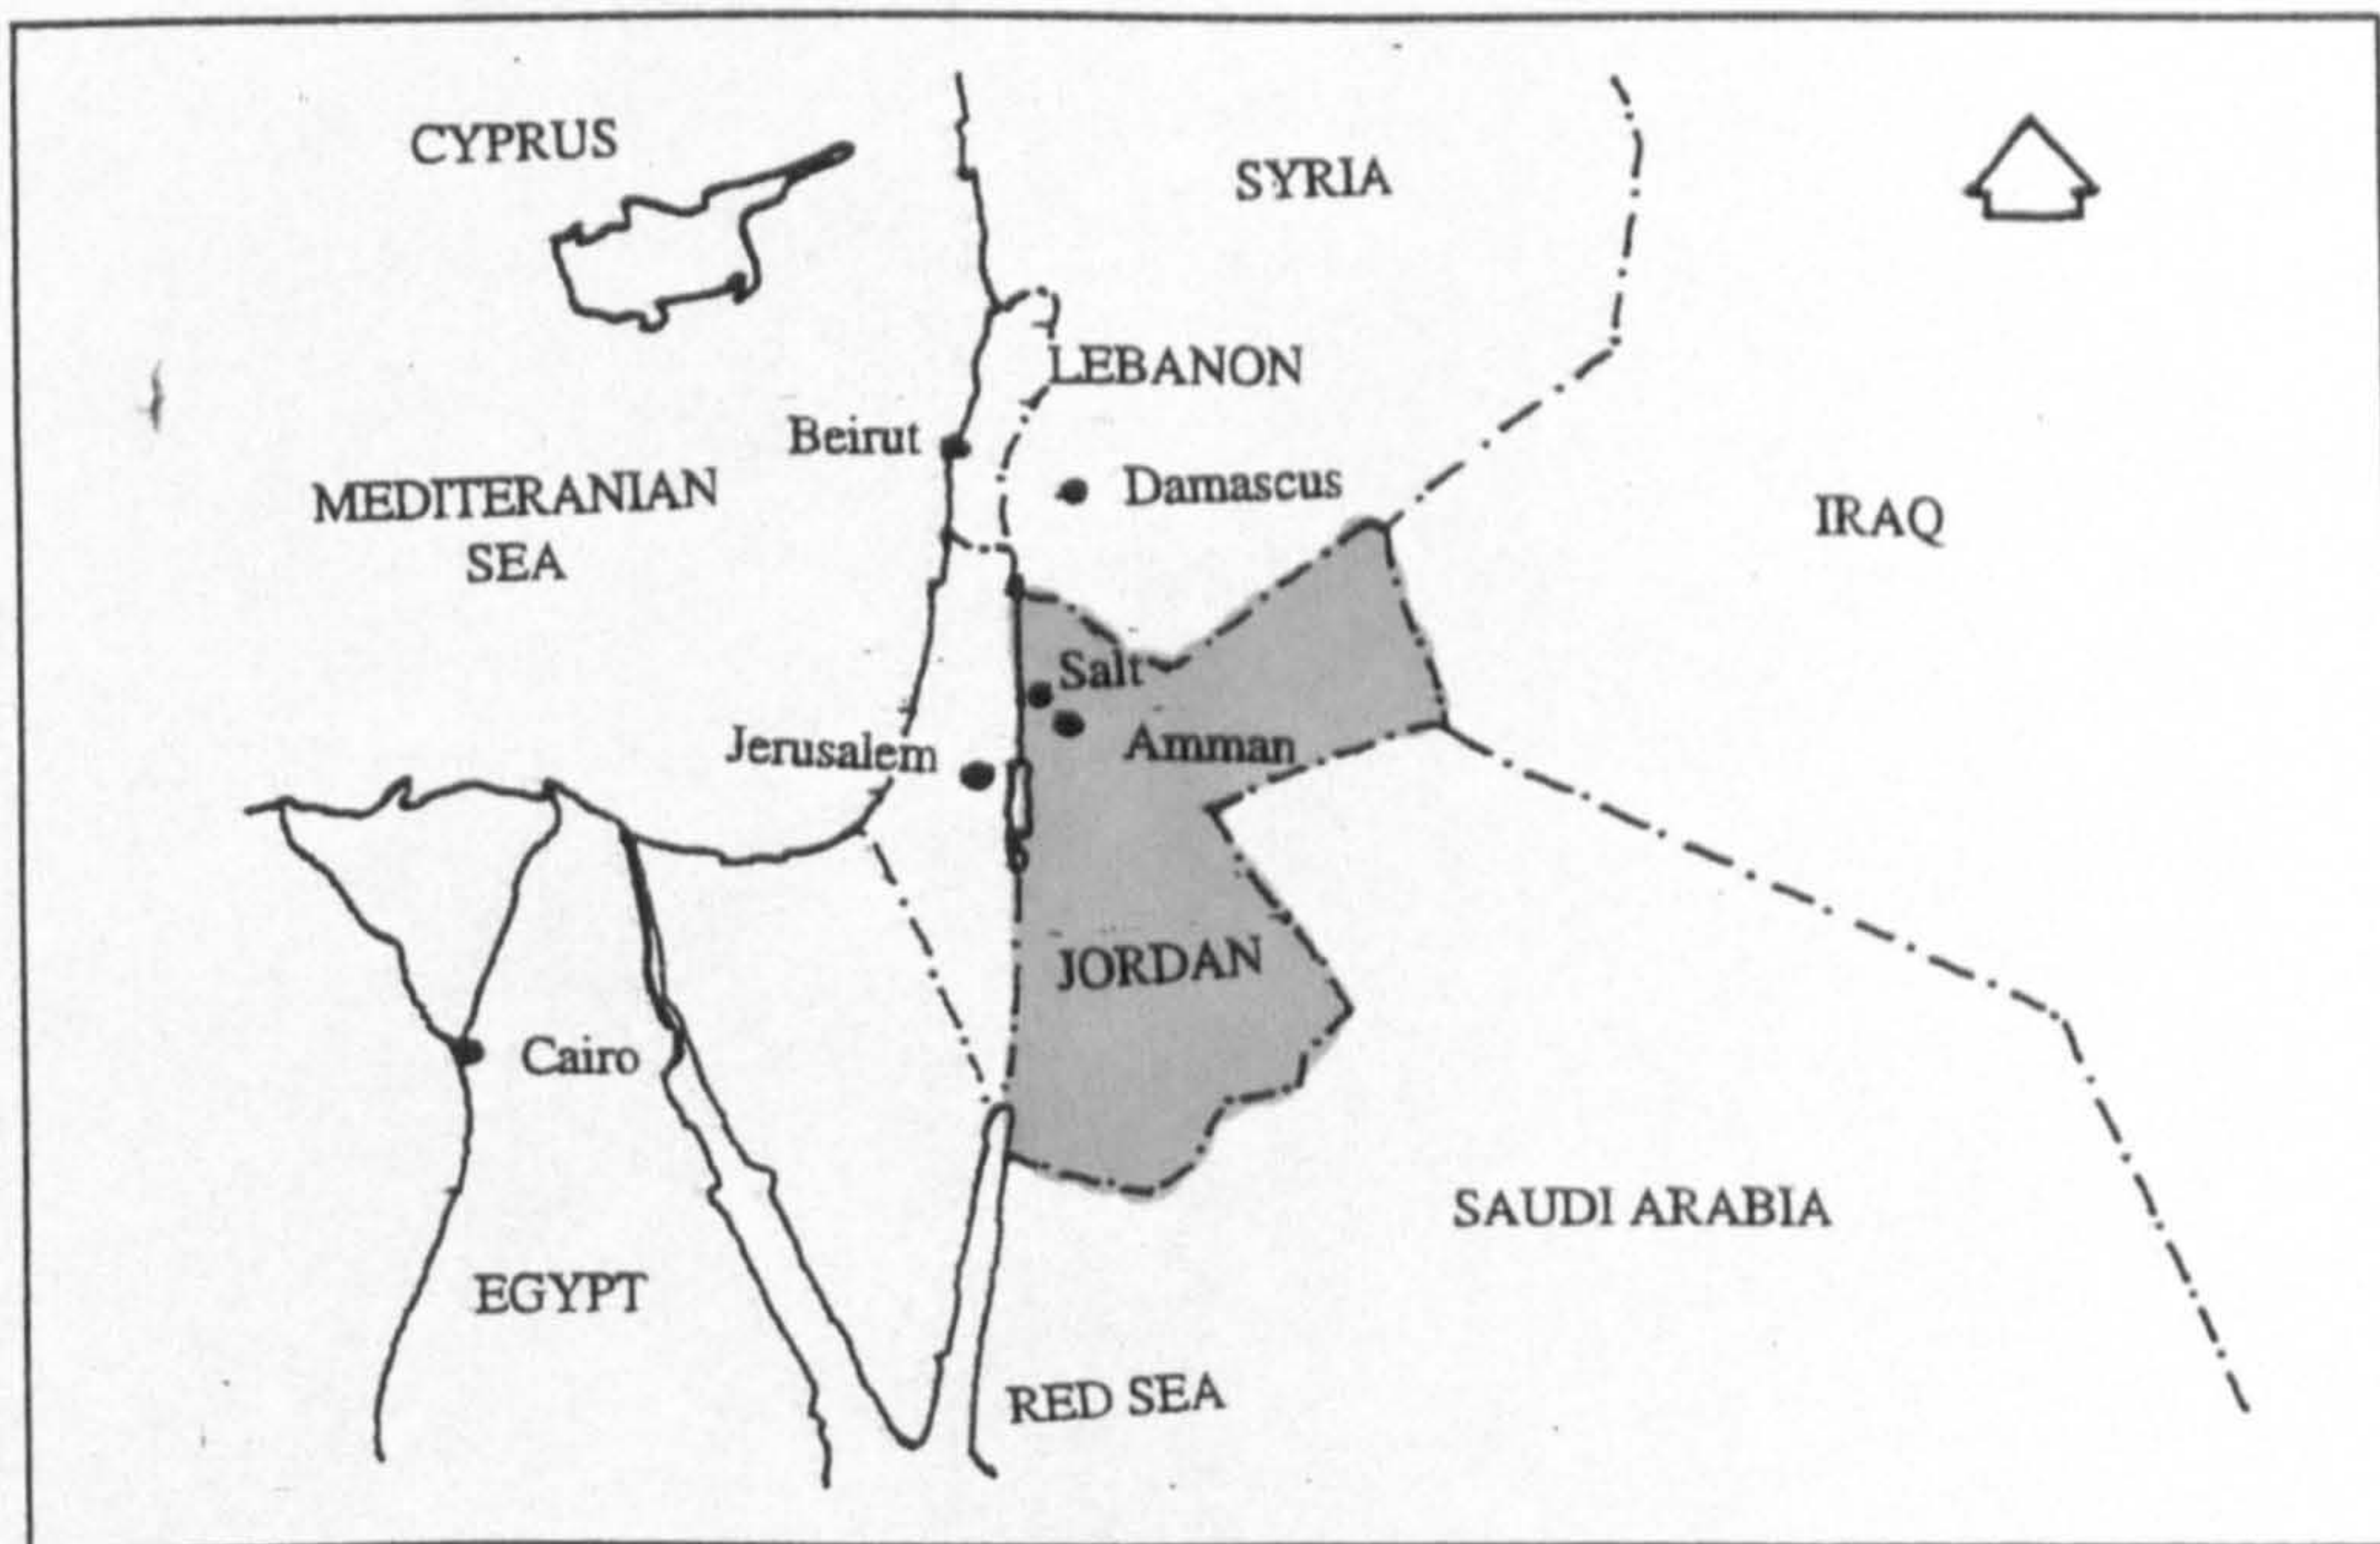 CYPRUS
SYRIA
LEBANON
Beirut
Damascus
MEDITERANIAN
SEA
IRAQ
Salt
Jerusalem
Amman
JORDAN
Cairo
SAUDI ARABIA
EGYPT
RED SEA